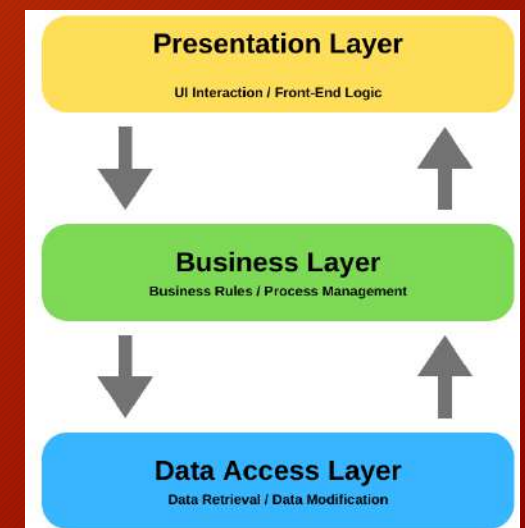 Presentation Layer
UI Interaction / Front-End Logic
Business Layer
Business Rules / Process Management
Data Access Layer
Data Retrieval / Data Modification